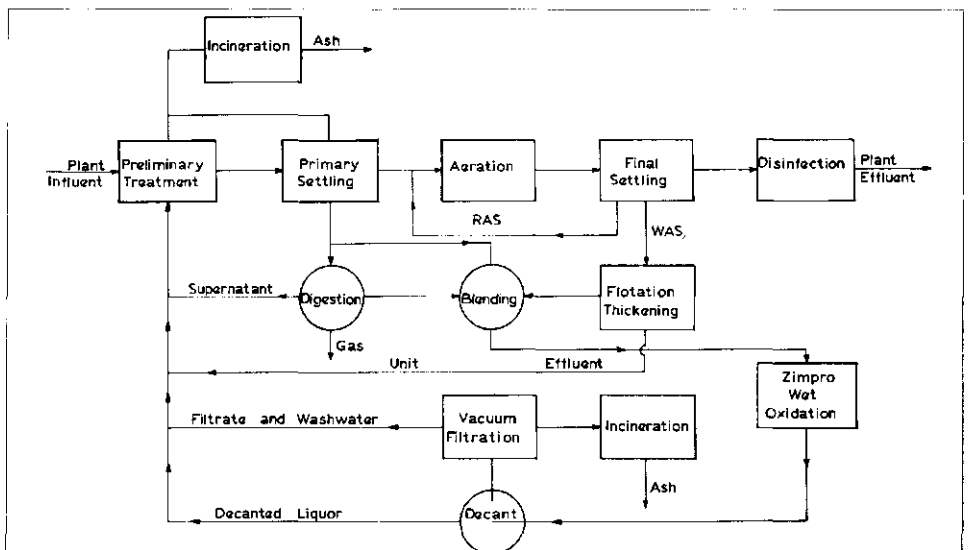 Incineration
Ash
Plant
Influent
Preliminary
Treatment
Primary
Settling
Aeration
Final
Settling
Disinfection
Plant
Effluent
RAS
WAS,
Supernatant
Digestion
Blending
Flotation
Thickening
Gas
Unit Effluent
Zimpro
Wet
Oxidation
Filtrate and Washwater
Vacuum
Filtration
Incineration
Ash
Decanted Liquor
Decant